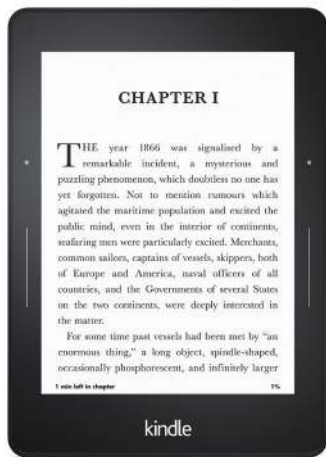 CHAPTER I
THE year 1866 was signalised by a
remarkable incident, a mysterious and
puzzling phenomenon, which doubtless no one has
yet forgotten. Not to mention rumours which
agitated the maritime population and excited the
public mind, even in the interior of continents,
seafaring men were particularly excited. Merchants,
common sailors, captains of vessels, skippers, both
of Europe and America, naval officers of all
countries, and the Governments of several States
on the two continents, were deeply interested in
the matter.
For some time past vessels had been met by "an
enormous thing," a long object, spindle-shaped,
occasionally phosphorescent, and infinitely larger
1 min left in chapter 1%
kindle